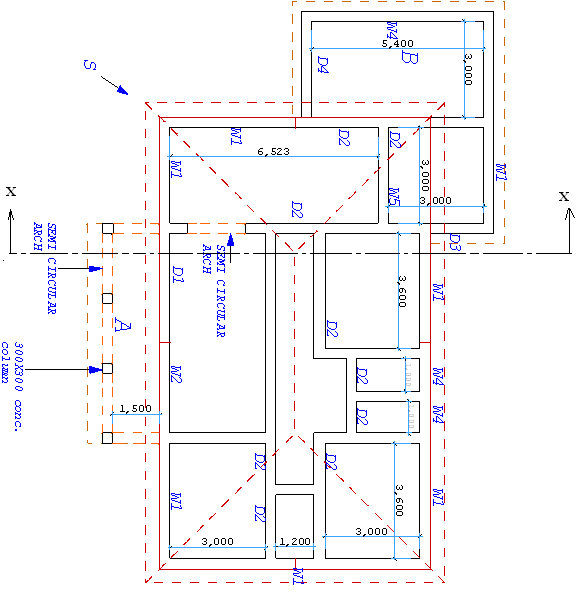 W4
5,400
B
3,000
D4
S
W1
D2
D2
6,523
3,000
W1
W1
W5
3,000
X
X
D2
SEMI CIRCULAR
ARCH
SEMI CIRCULAR
ARCH
D3
D1
3,600
W1
A
D2
300X300 conc.
column
W2
D2
W4
1,500
D2
W4
D2
D2
W1
D2
3,600
W1
3,000
1,200
3,000
W1